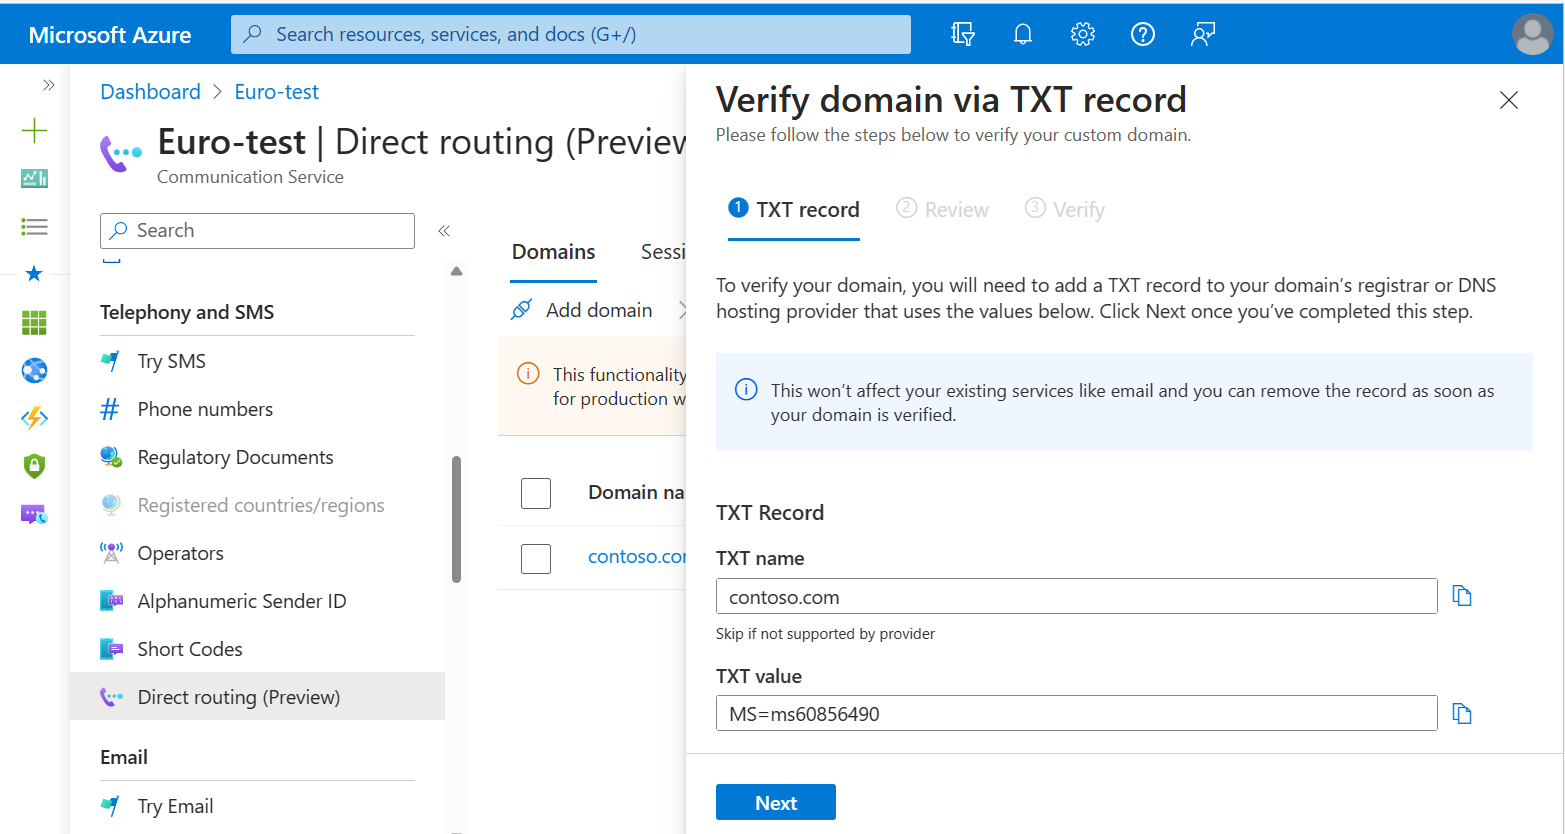 Microsoft Azure
Search resources, services, and docs (G+/)
Dashboard > Euro-test
Euro-test | Direct routing (Preview
Communication Service
Search
Telephony and SMS
Try SMS
Phone numbers
Regulatory Documents
Registered countries/regions
Operators
Alphanumeric Sender ID
Short Codes
Direct routing (Preview)
Email
Try Email
Domains Sessi
Add domain
This functionality
for production w
Domain na
contoso.co
Verify domain via TXT record
Please follow the steps below to verify your custom domain.
1 TXT record 2 Review 3 Verify
To verify your domain, you will need to add a TXT record to your domain’s registrar or DNS
hosting provider that uses the values below. Click Next once you’ve completed this step.
This won’t affect your existing services like email and you can remove the record as soon as
your domain is verified.
TXT Record
TXT name
contoso.com
Skip if not supported by provider
TXT value
MS=ms60856490
Next